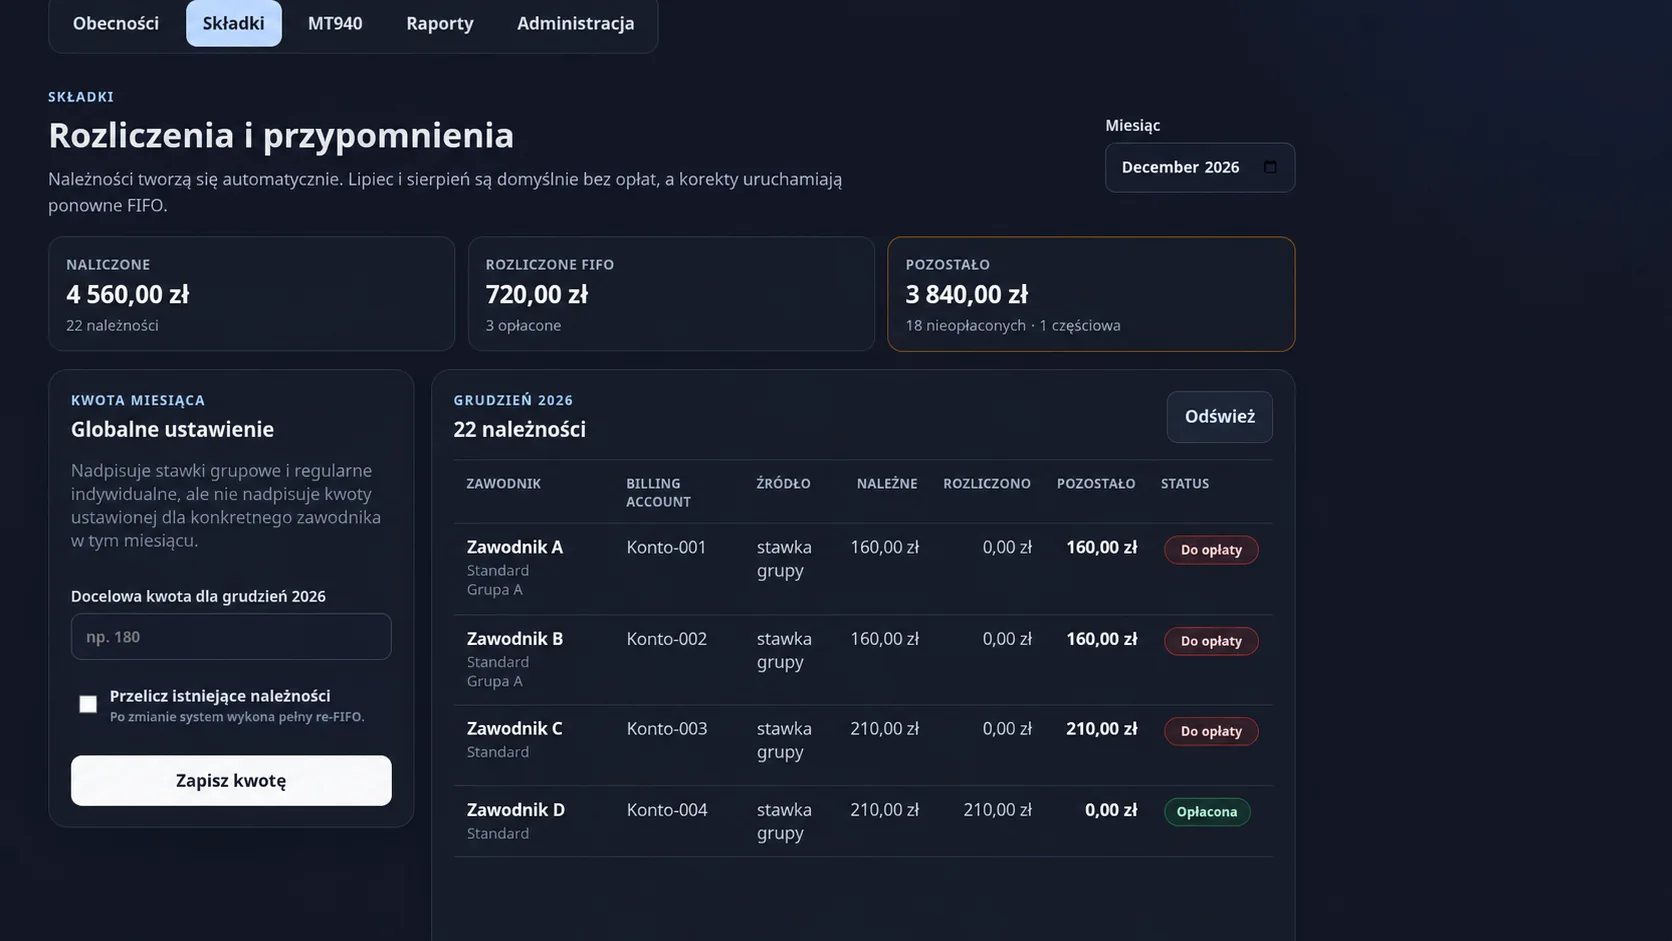 Obecności Składki MT940 Raporty Administracja
SKŁADKI
Rozliczenia i przypomnienia
Należności tworzą się automatycznie. Lipiec i sierpień są domyślnie bez opłat, a korekty uruchamiają
ponowne FIFO.
Miesiąc
December 2026
NALICZONE
4 560,00 zł
22 należności
ROZLICZONE FIFO
720,00 zł
3 opłacone
POZOSTAŁO
3 840,00 zł
18 nieopłaconych · 1 częściowa
KWOTA MIESIĄCA
Globalne ustawienie
Nadpisuje stawki grupowe i regularne
indywidualne, ale nie nadpisuje kwoty
ustawionej dla konkretnego zawodnika
w tym miesiącu.
Docelowa kwota dla grudzień 2026
np. 180
Przelicz istniejące należności
Po zmianie system wykona pełny re-FIFO.
Zapisz kwotę
GRUDZIEŃ 2026
22 należności
Odśwież
ZAWODNIK BILLING ACCOUNT ŹRÓDŁO NALEŻNE ROZLICZONO POZOSTAŁO STATUS
Zawodnik A Konto-001 stawka 160,00 zł 0,00 zł 160,00 zł Do opłaty
Standard grupy
Grupa A
Zawodnik B Konto-002 stawka 160,00 zł 0,00 zł 160,00 zł Do opłaty
Standard grupy
Grupa A
Zawodnik C Konto-003 stawka 210,00 zł 0,00 zł 210,00 zł Do opłaty
Standard grupy
Zawodnik D Konto-004 stawka 210,00 zł 210,00 zł 0,00 zł Opłacona
Standard grupy